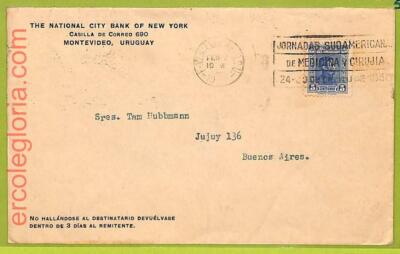 THE NATIONAL CITY BANK OF NEW YORK
CASILLA DE CORREO 690
MONTEVIDEO, URUGUAY
JORNADAS SUDAMERICAN
DE MEDICINA Y CIRUJIA
Sres. Tam Hubbmann
Jujuy 136
Buenos Aires.
NO HALLÁNDOSE AL DESTINATARIO DEVUÉLVASE
DENTRO DE 3 DÍAS AL REMITENTE.
ercolegloria.com